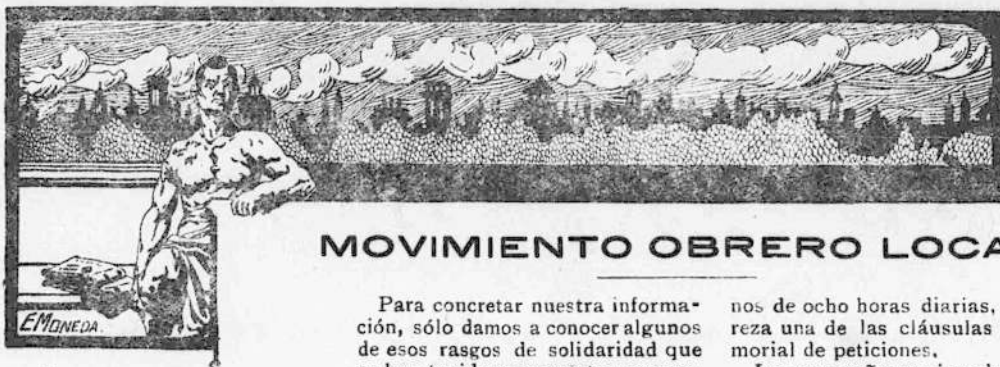 MOVIMIENTO OBRERO LOCA
Para concretar nuestra informa-
ción, sólo damos a conocer algunos
de esos rasgos de solidaridad que
nos de ocho horas diarias,
reza una de las cláusulas
morial de peticiones.
EMONEDA.